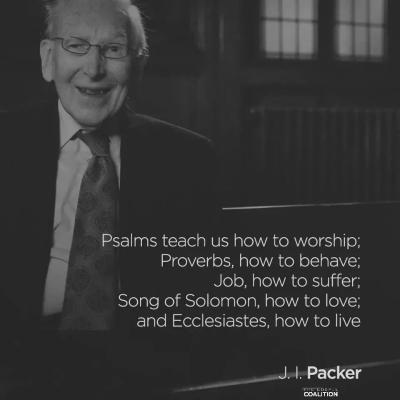 Psalms teach us how to worship;
Proverbs, how to behave;
Job, how to suffer;
Song of Solomon, how to love;
and Ecclesiastes, how to live
J. I. Packer
COALITION